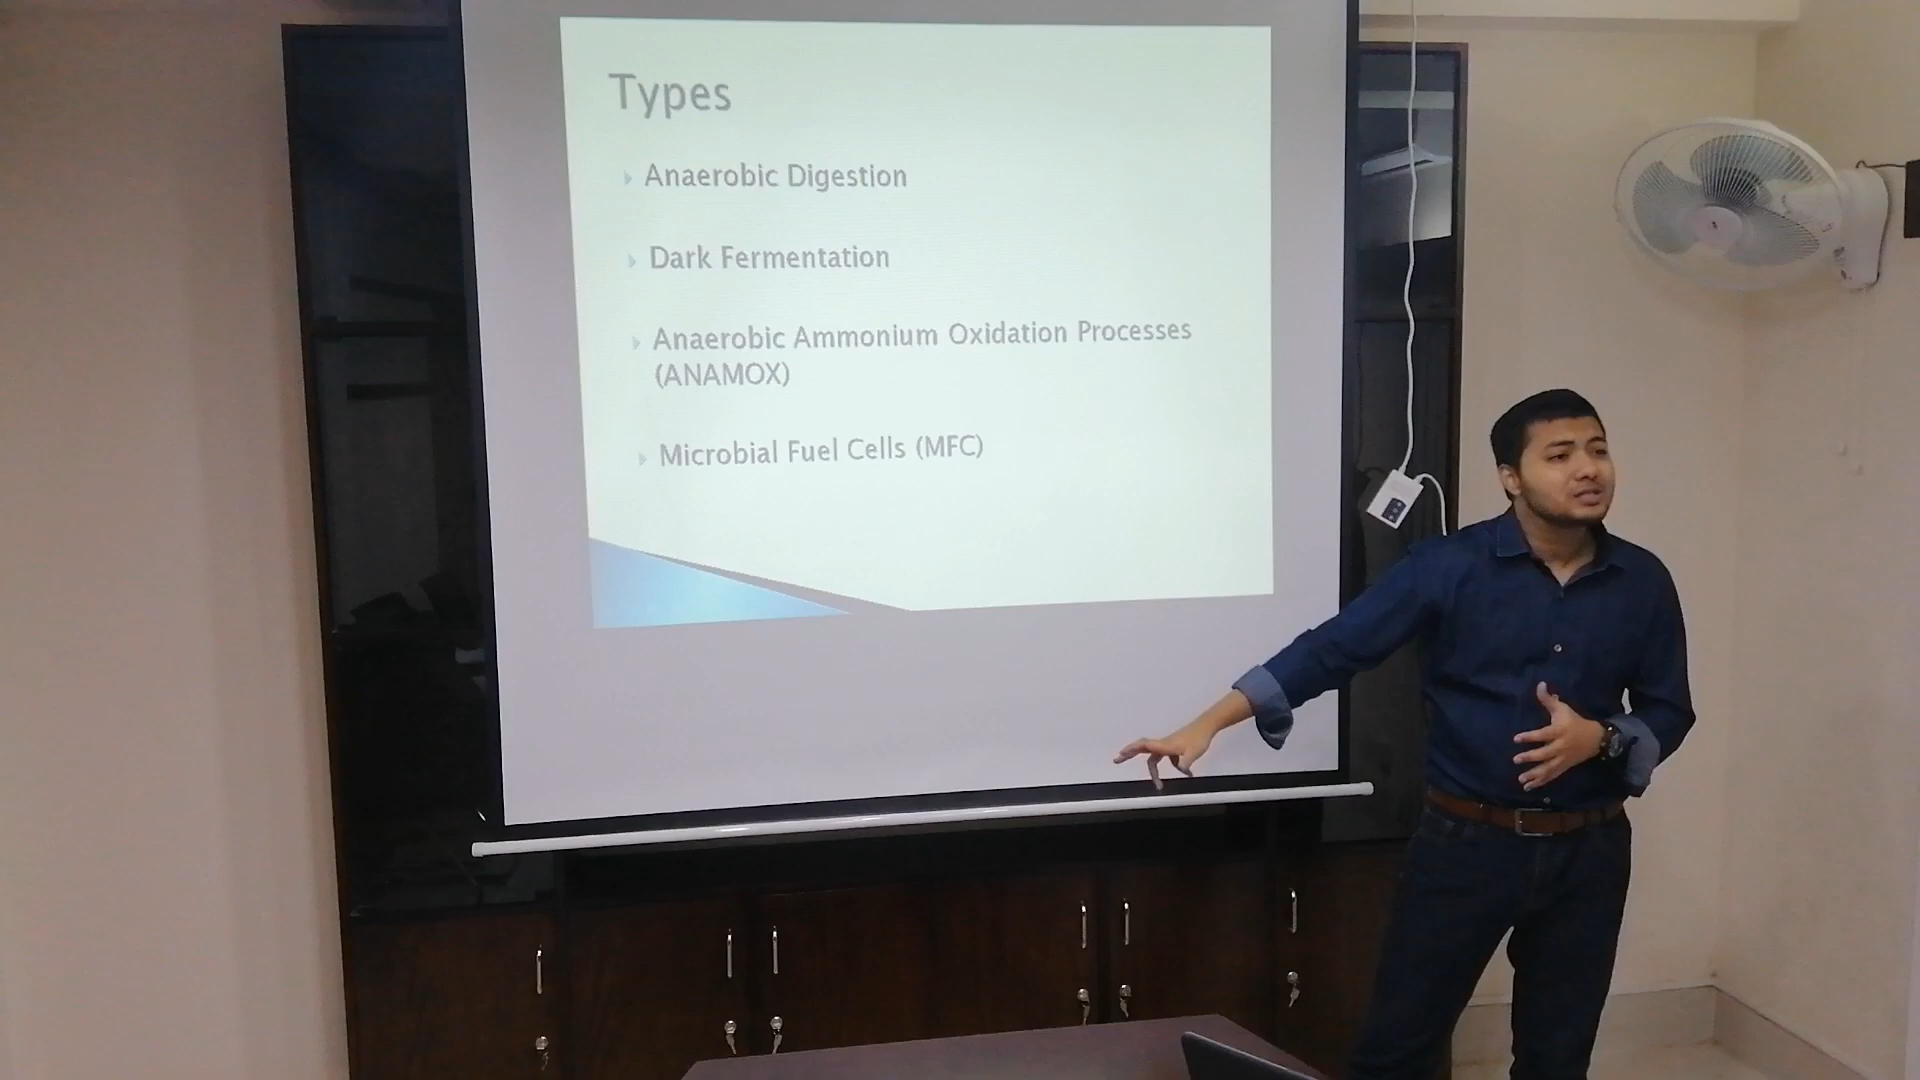 Types
Anaerobic Digestion
Dark Fermentation
Anaerobic Ammonium Oxidation Processes
(ANAMOX)
Microbial Fuel Cells (MFC)